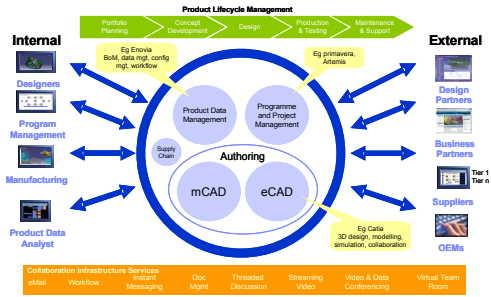 Product Lifecycle Management
Portfolio
Planning
Concept
Development
Design
Production
& Testing
Maintenance
& Support
Internal
External
Eg Enovia
BoM, data mgt, config
mgt, workflow
Eg primavera,
Artemis
Designers
Program
Management
Manufacturing
Product Data
Analyst
Product Data
Management
Programme
and Project
Management
Supply
Chain
Authoring
mCAD
eCAD
Eg Catia
3D design, modelling,
simulation, collaboration
Design
Partners
Business
Partners
Tier 1
Tier n
Suppliers
OEMs
Collaboration Infrastructure Services
eMail
Workflow
Instant
Messaging
Doc
Mgmt
Threaded
Discussion
Streaming
Video
Video & Data
Conferencing
Virtual Team
Room